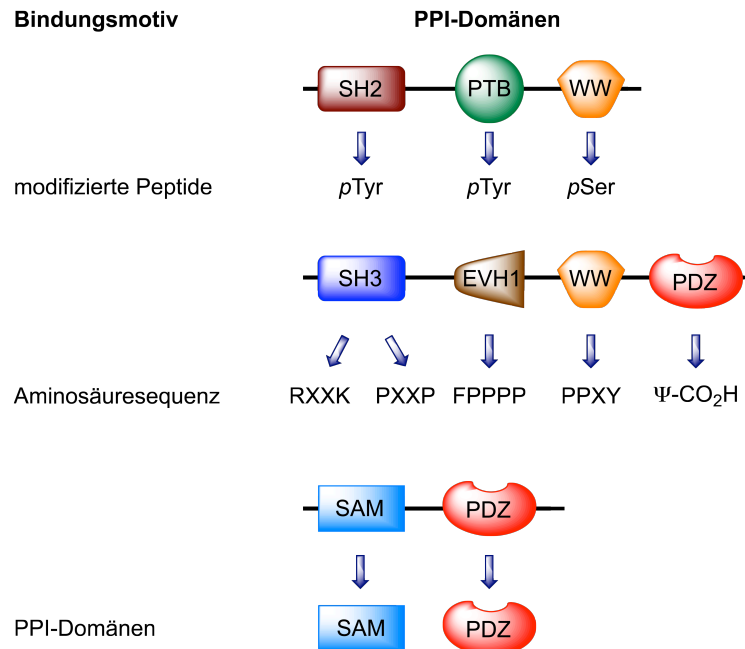 Bindungsmotiv PPI-Domänen
SH2 PTB WW
modifizierte Peptide pTyr pTyr pSer
SH3 EVH1 WW PDZ
Aminosäuresequenz RXXK PXXP FPPPP PPXY Ψ-CO₂H
SAM PDZ
PPI-Domänen SAM PDZ